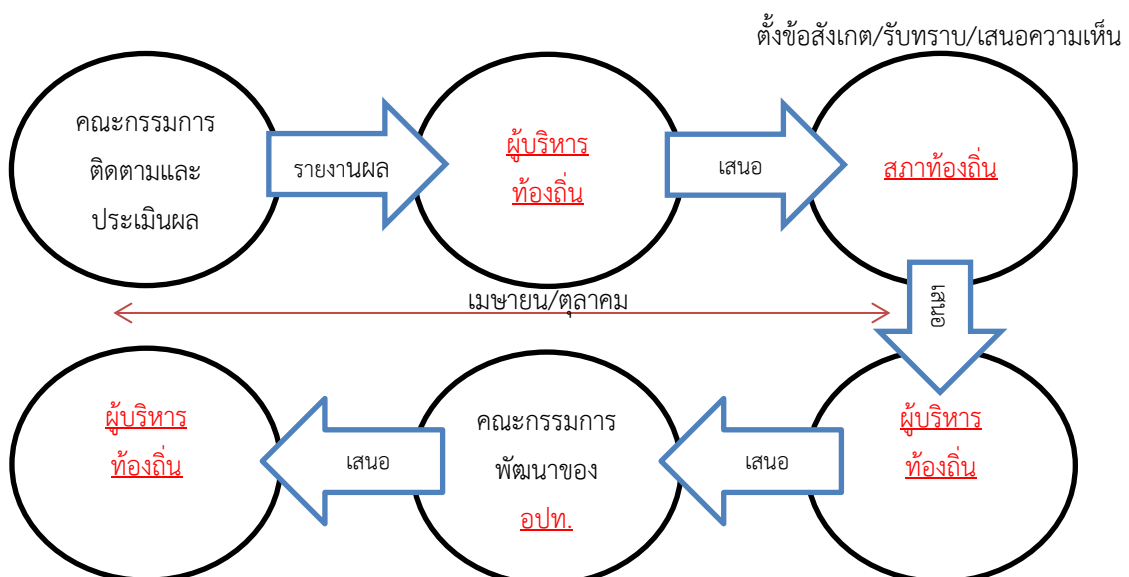 ตั้งข้อสังเกต/รับทราบ/เสนอความเห็น
คณะกรรมการ
ติดตามและ
ประเมินผล
รายงานผล
ผู้บริหาร
ท้องถิ่น
เสนอ
สภาท้องถิ่น
เสนอ
เมษายน/ตุลาคม
ผู้บริหาร
ท้องถิ่น
เสนอ
คณะกรรมการ
พัฒนาของ
อปท.
เสนอ
ผู้บริหาร
ท้องถิ่น